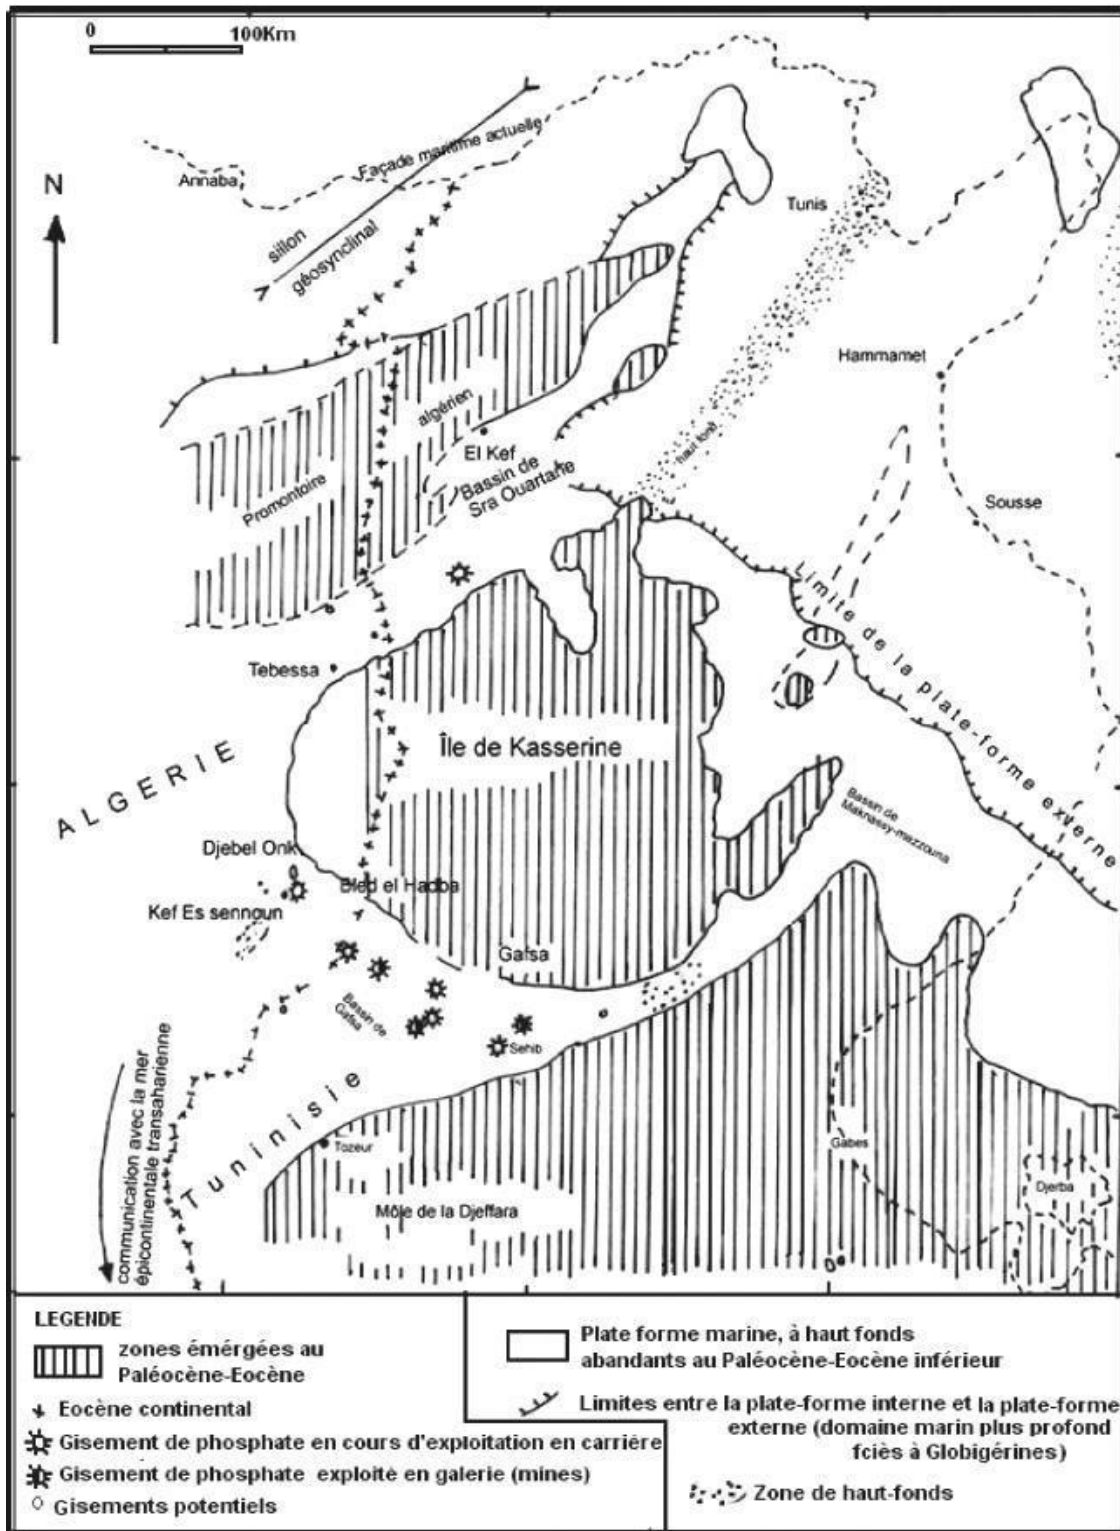 0 100Km
Façade maritime actuelle
Annaba
N
Tunis
sillon
géosynclinal
Hammamet
algérien
haut fond
El Kef
Bassin de
Sra Ouartane
Promontoire
Sousse
Limite de la plate-forme externe
Tebessa
Île de Kasserine
ALGERIE
Bassin de
Maknassy-mezzouna
Djebel Onk
Bled el Hadba
Kef Es sennoun
Gafsa
Bassin de
Gafsa
Sehib
Tuninisie
communication avec la mer
épicontinentale transaharienne
Tozeur
Gabes
Djerba
Môle de la Djeffara
LEGENDE
zones émérgées au
Paléocène-Eocène
Eocène continental
Gisement de phosphate en cours d'exploitation en carrière
Gisement de phosphate exploité en galerie (mines)
Gisements potentiels
Plate forme marine, à haut fonds
abandants au Paléocène-Eocène inférieur
Limites entre la plate-forme interne et la plate-forme
externe (domaine marin plus profond
fciès à Globigérines)
Zone de haut-fonds